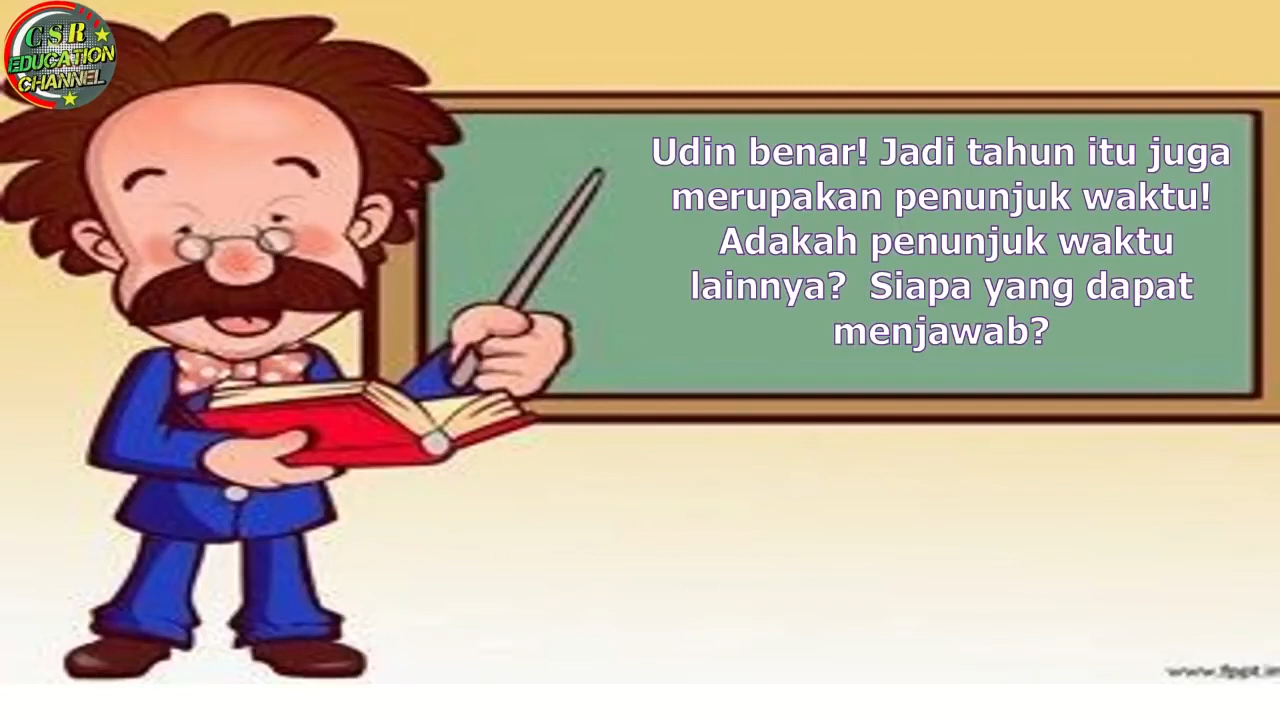 CSR
EDUCATION
CHANNEL
Udin benar! Jadi tahun itu juga
merupakan penunjuk waktu!
Adakah penunjuk waktu
lainnya? Siapa yang dapat
menjawab?